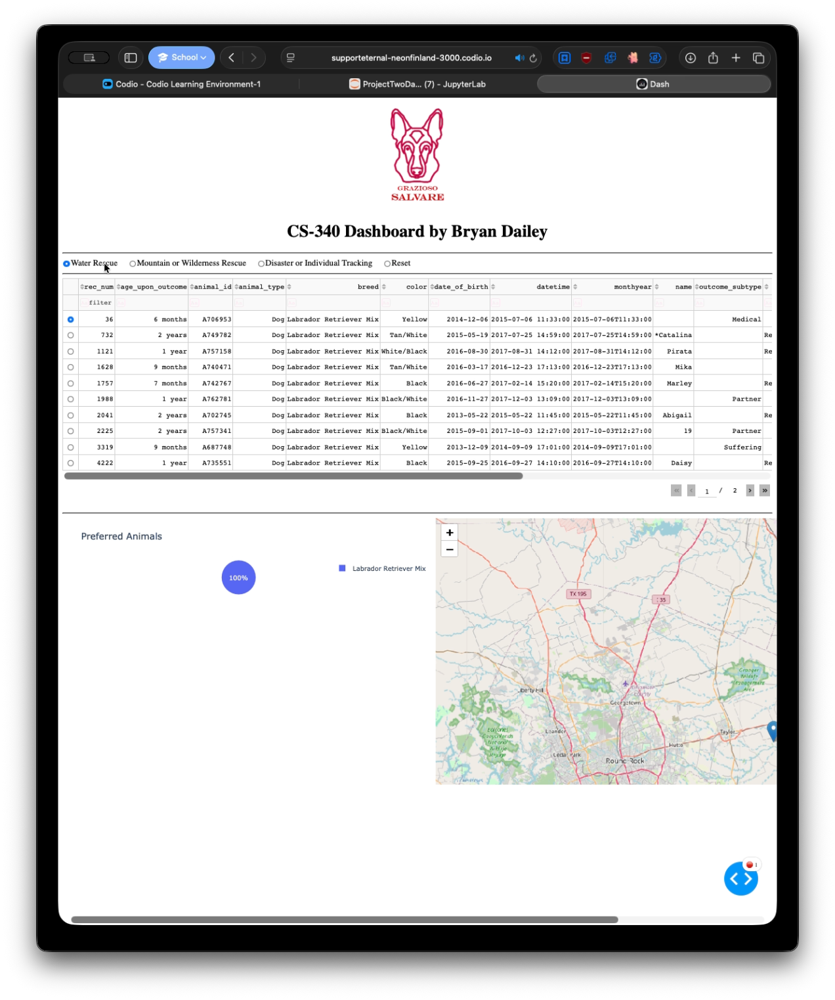 School
supporteternal-neonfinland-3000.codio.io
Codio - Codio Learning Environment-1
ProjectTwoDa... (7) - JupyterLab
Dash
GRAZIOSO
SALVARE
CS-340 Dashboard by Bryan Dailey
Water Rescue Mountain or Wilderness Rescue Disaster or Individual Tracking Reset
rec_num age_upon_outcome animal_id animal_type breed color date_of_birth datetime monthyear name outcome_subtype
filter
36 6 months A706953 Dog Labrador Retriever Mix Yellow 2014-12-06 2015-07-06 11:33:00 2015-07-06T11:33:00 Medical
732 2 years A749782 Dog Labrador Retriever Mix Tan/White 2015-05-19 2017-07-25 14:59:00 2017-07-25T14:59:00 *Catalina Re
1121 1 year A757158 Dog Labrador Retriever Mix White/Black 2016-08-30 2017-08-31 14:12:00 2017-08-31T14:12:00 Pirata Re
1628 9 months A740471 Dog Labrador Retriever Mix Tan/White 2016-03-17 2016-12-23 17:13:00 2016-12-23T17:13:00 Mika
1757 7 months A742767 Dog Labrador Retriever Mix Black 2016-06-27 2017-02-14 15:20:00 2017-02-14T15:20:00 Marley Re
1988 1 year A762781 Dog Labrador Retriever Mix Black/White 2016-11-27 2017-12-03 13:09:00 2017-12-03T13:09:00 Partner
2041 2 years A702745 Dog Labrador Retriever Mix Black 2013-05-22 2015-05-22 11:45:00 2015-05-22T11:45:00 Abigail Re
2225 2 years A757341 Dog Labrador Retriever Mix Black/White 2015-09-01 2017-10-03 12:27:00 2017-10-03T12:27:00 19 Partner
3319 9 months A687748 Dog Labrador Retriever Mix Yellow 2013-12-09 2014-09-09 17:01:00 2014-09-09T17:01:00 Suffering
4222 1 year A735551 Dog Labrador Retriever Mix Black 2015-09-25 2016-09-27 14:10:00 2016-09-27T14:10:00 Daisy Re
« ‹ 1 / 2 › »
Preferred Animals
100%
Labrador Retriever Mix
+
−
TX 195
35
Granger
Wildlife
Area
Liberty Hill
Georgetown
Leander
Taylor
Balcones
Canyonlands
National
Wildlife
Refuge
Hutto
Cedar Park
Round Rock
1